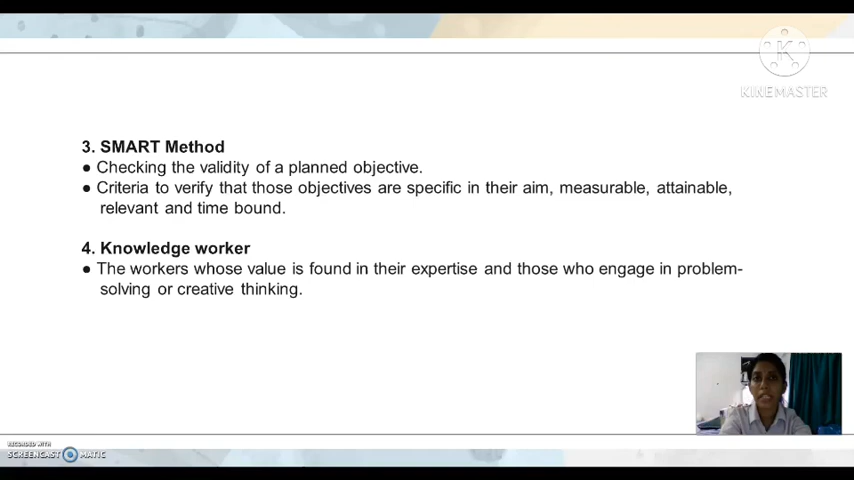 KINEMASTER
3. SMART Method
● Checking the validity of a planned objective.
● Criteria to verify that those objectives are specific in their aim, measurable, attainable,
relevant and time bound.
4. Knowledge worker
● The workers whose value is found in their expertise and those who engage in problem-
solving or creative thinking.
RECORDED WITH
SCREENCAST MATIC